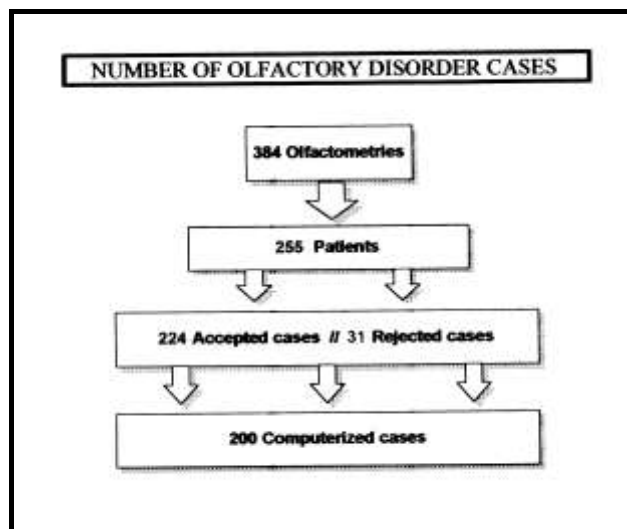 NUMBER OF OLFACTORY DISORDER CASES
384 Olfactometries
255 Patients
224 Accepted cases // 31 Rejected cases
200 Computerized cases